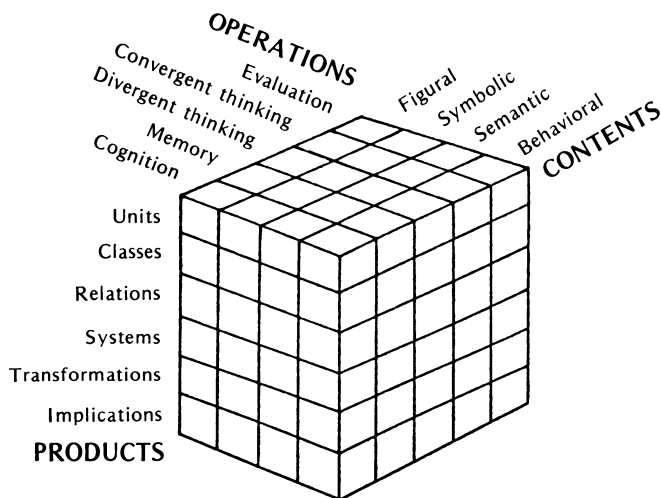 OPERATIONS
Evaluation
Convergent thinking
Divergent thinking
Memory
Cognition
Figural
Symbolic
Semantic
Behavioral
CONTENTS
Units
Classes
Relations
Systems
Transformations
Implications
PRODUCTS